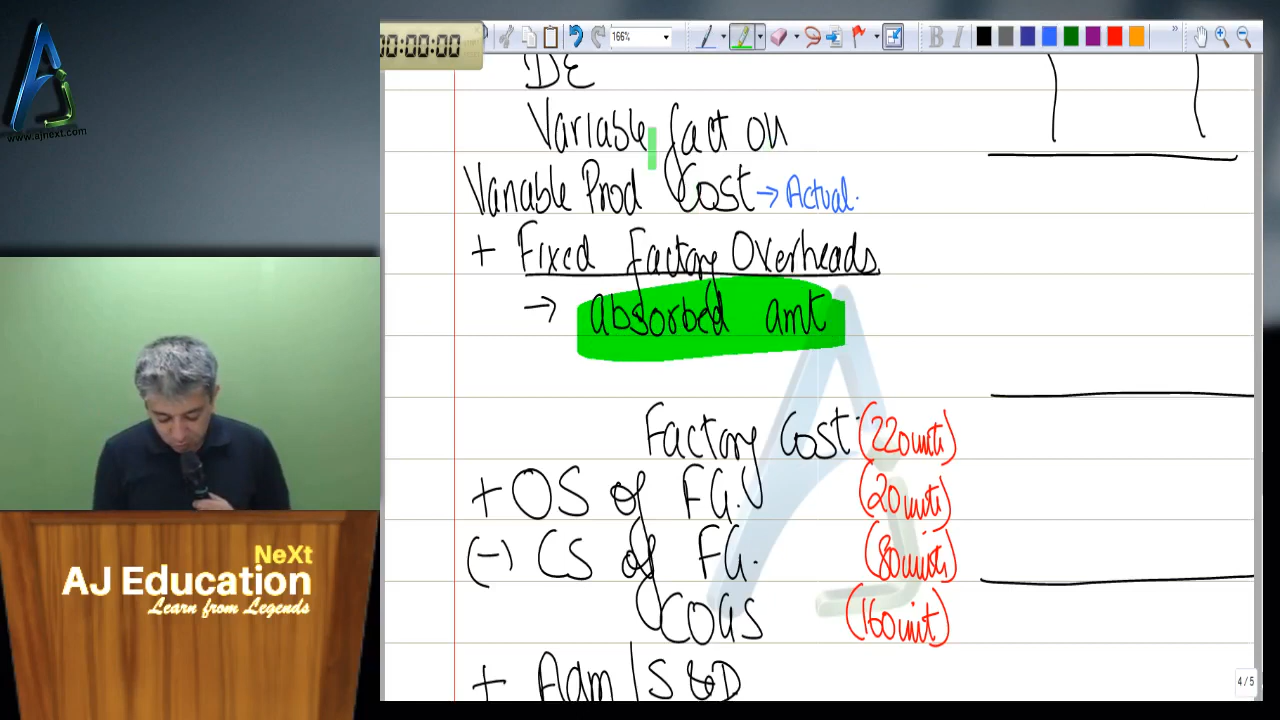 00:00:00
166%
B I
AJ
www.ajnext.com
DE
Variable fact OH
Variable Prod Cost → Actual.
+ Fixed Factory Overheads
→ absorbed amt
Factory Cost (220 units)
+ OS of FG. (20 units)
(-) CS of FG. (80 units)
COGS (160 unit)
+ Adm / S & D
NeXt
AJ Education
Learn from Legends
4/5